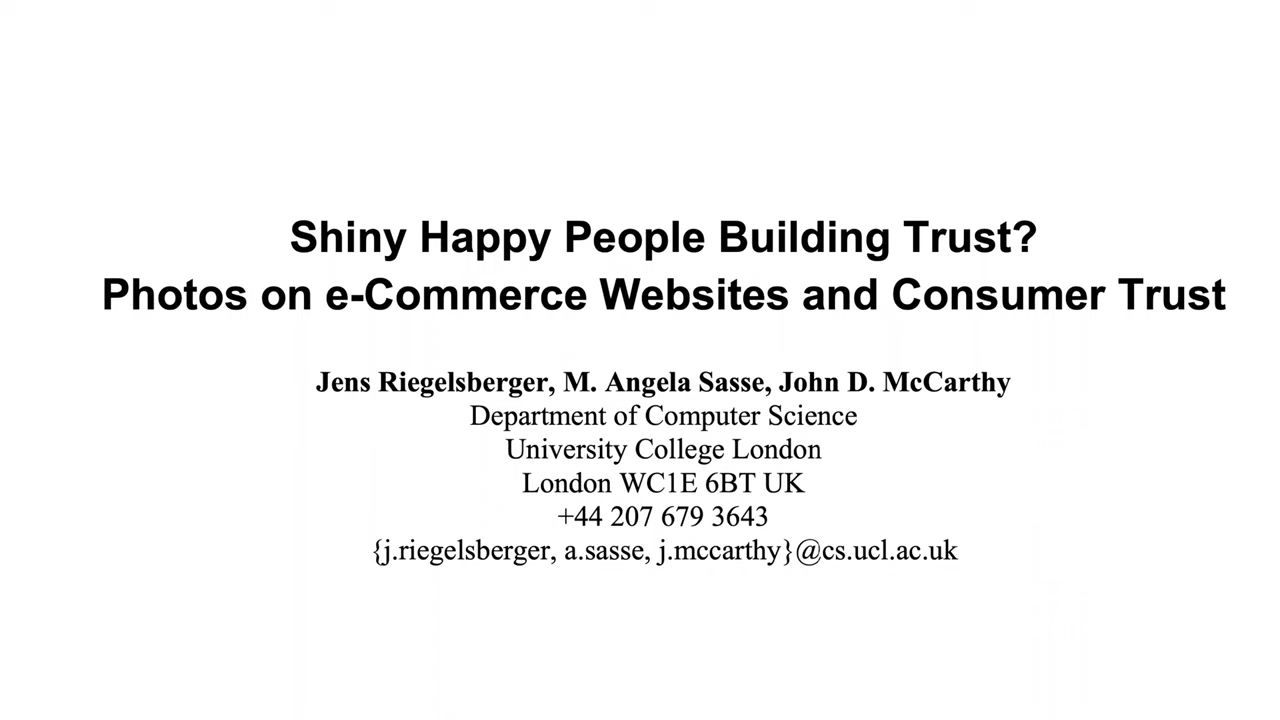 Shiny Happy People Building Trust?
Photos on e-Commerce Websites and Consumer Trust
Jens Riegelsberger, M. Angela Sasse, John D. McCarthy
Department of Computer Science
University College London
London WC1E 6BT UK
+44 207 679 3643
{j.riegelsberger, a.sasse, j.mccarthy}@cs.ucl.ac.uk